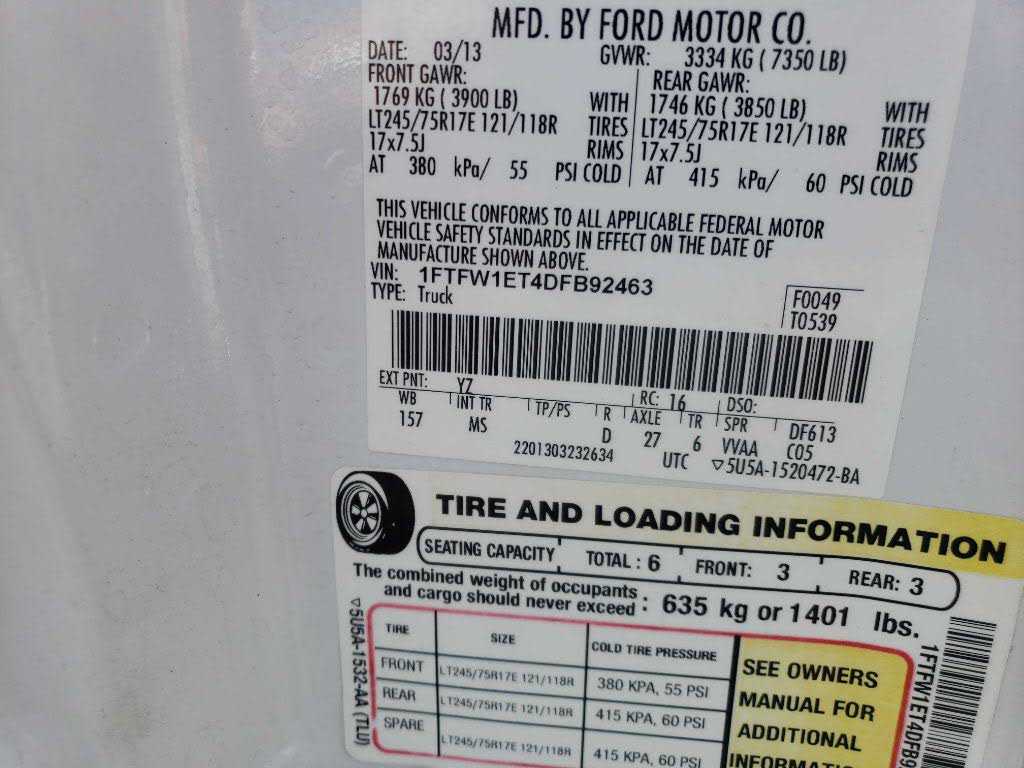 MFD. BY FORD MOTOR CO.
DATE: 03/13 GVWR: 3334 KG ( 7350 LB)
FRONT GAWR: REAR GAWR:
1769 KG ( 3900 LB) WITH 1746 KG ( 3850 LB) WITH
LT245/75R17E 121/118R TIRES LT245/75R17E 121/118R TIRES
17x7.5J RIMS 17x7.5J RIMS
AT 380 kPa/ 55 PSI COLD AT 415 kPa/ 60 PSI COLD
THIS VEHICLE CONFORMS TO ALL APPLICABLE FEDERAL MOTOR
VEHICLE SAFETY STANDARDS IN EFFECT ON THE DATE OF
MANUFACTURE SHOWN ABOVE.
VIN: 1FTFW1ET4DFB92463
TYPE: Truck
F0049
T0539
EXT PNT: YZ RC: 16 DSO:
WB INT TR TP/PS R AXLE TR SPR DF613
157 MS D 27 6 VVAA C05
2201303232634 UTC ▽5U5A-1520472-BA
TIRE AND LOADING INFORMATION
SEATING CAPACITY TOTAL : 6 FRONT: 3 REAR: 3
The combined weight of occupants
and cargo should never exceed : 635 kg or 1401 lbs.
TIRE SIZE COLD TIRE PRESSURE
FRONT LT245/75R17E 121/118R 380 KPA, 55 PSI
REAR LT245/75R17E 121/118R 415 KPA, 60 PSI
SPARE LT245/75R17E 121/118R 415 KPA, 60 PSI
SEE OWNERS
MANUAL FOR
ADDITIONAL
▽5U5A-1532-AA (TLU)
1FTFW1ET4DFB9